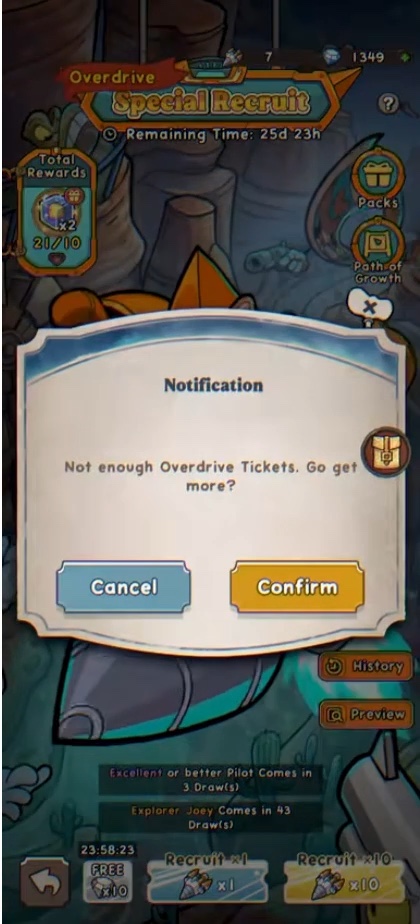 7
1349
Overdrive
Special Recruit
?
Remaining Time: 25d 23h
Total
Rewards
x2
21/10
Packs
Path of
Growth
Notification
Not enough Overdrive Tickets. Go get
more?
Cancel
Confirm
History
Preview
Excellent or better Pilot Comes in
3 Draw(s)
Explorer Joey Comes in 43
Draw(s)
23:58:23
FREE
x10
Recruit x1
x1
Recruit x10
x10